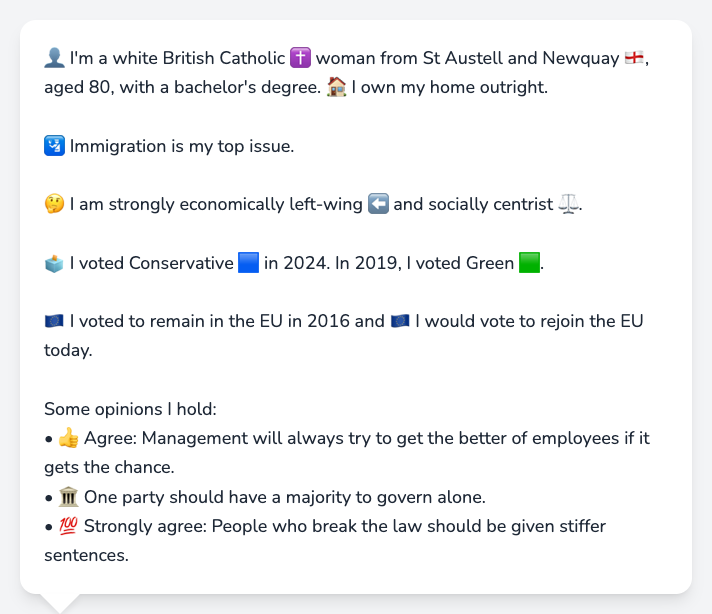 👤 I'm a white British Catholic ✝️ woman from St Austell and Newquay 🏴󠁧󠁢󠁥󠁮󠁧󠁿,
aged 80, with a bachelor's degree. 🏠 I own my home outright.
🛂 Immigration is my top issue.
🤔 I am strongly economically left-wing ⬅️ and socially centrist ⚖️.
🗳️ I voted Conservative 🟦 in 2024. In 2019, I voted Green 🟩.
🇪🇺 I voted to remain in the EU in 2016 and 🇪🇺 I would vote to rejoin the EU
today.
Some opinions I hold:
• 👍 Agree: Management will always try to get the better of employees if it
gets the chance.
• 🏛️ One party should have a majority to govern alone.
• 💯 Strongly agree: People who break the law should be given stiffer
sentences.